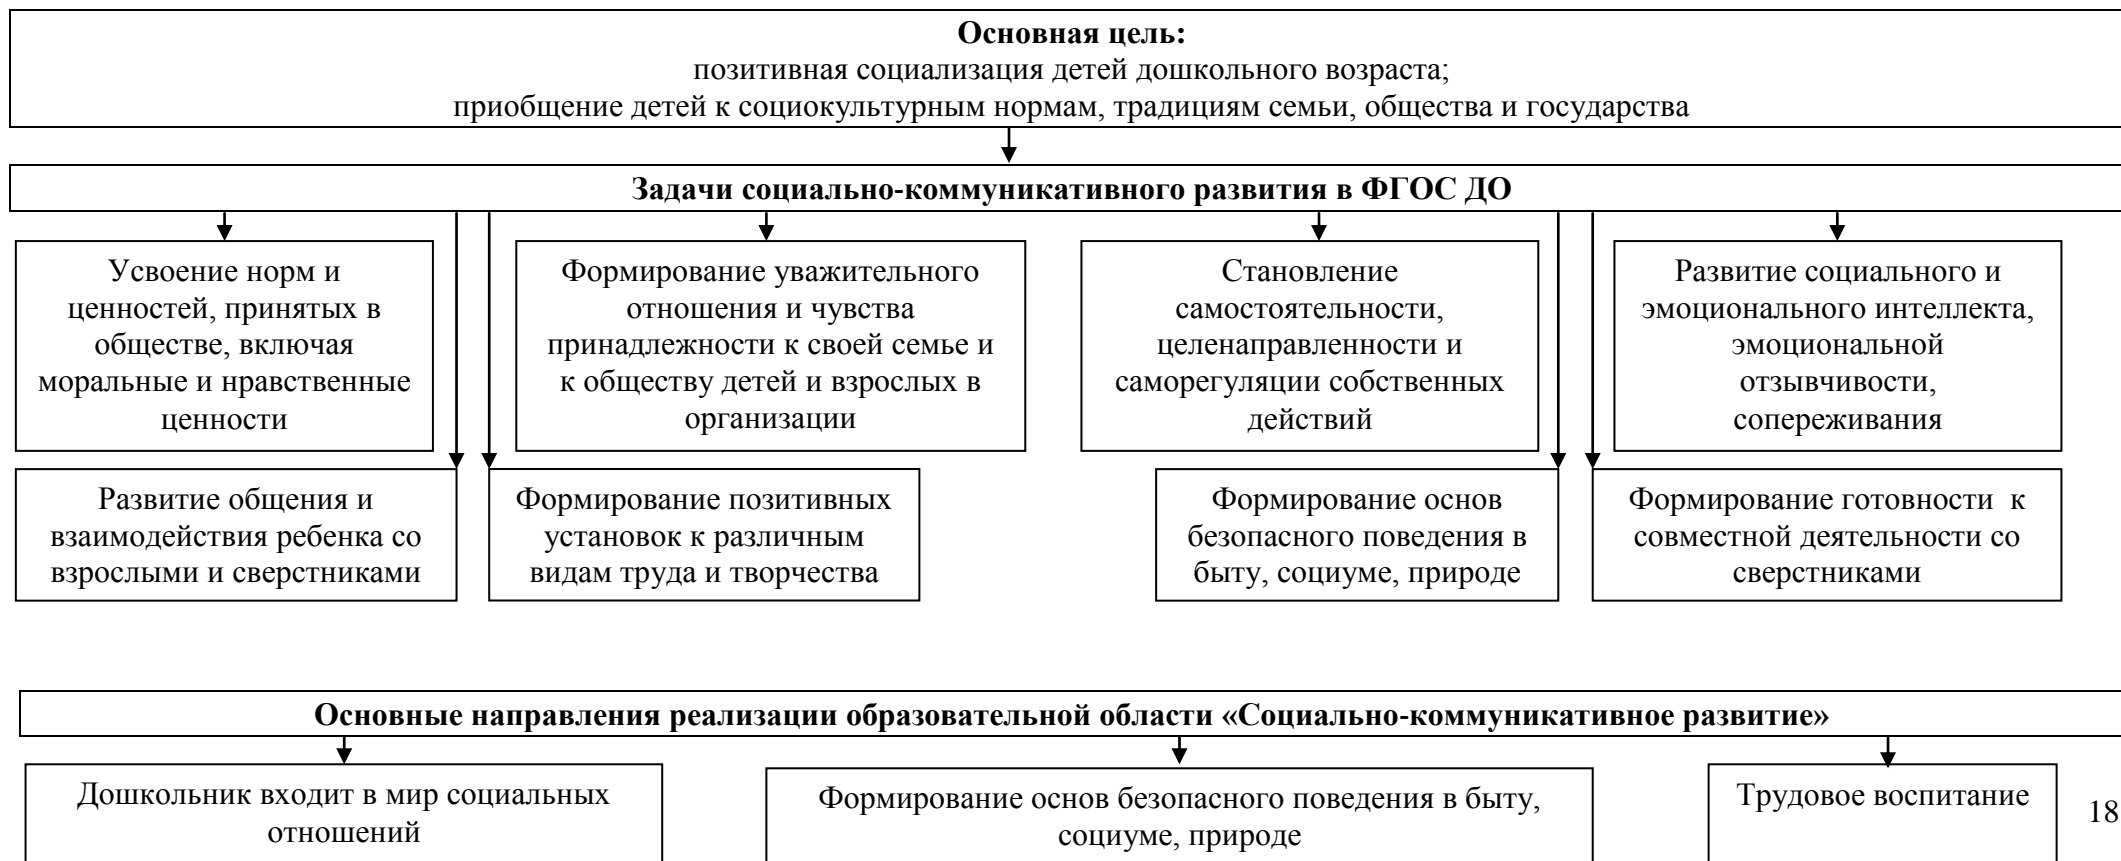 Основная цель:
позитивная социализация детей дошкольного возраста;
приобщение детей к социокультурным нормам, традициям семьи, общества и государства
Задачи социально-коммуникативного развития в ФГОС ДО
Усвоение норм и
ценностей, принятых в
обществе, включая
моральные и нравственные
ценности
Формирование уважительного
отношения и чувства
принадлежности к своей семье и
к обществу детей и взрослых в
организации
Становление
самостоятельности,
целенаправленности и
саморегуляции собственных
действий
Развитие социального и
эмоционального интеллекта,
эмоциональной
отзывчивости,
сопереживания
Развитие общения и
взаимодействия ребенка со
взрослыми и сверстниками
Формирование позитивных
установок к различным
видам труда и творчества
Формирование основ
безопасного поведения в
быту, социуме, природе
Формирование готовности к
совместной деятельности со
сверстниками
Основные направления реализации образовательной области «Социально-коммуникативное развитие»
Дошкольник входит в мир социальных
отношений
Формирование основ безопасного поведения в быту,
социуме, природе
Трудовое воспитание
18